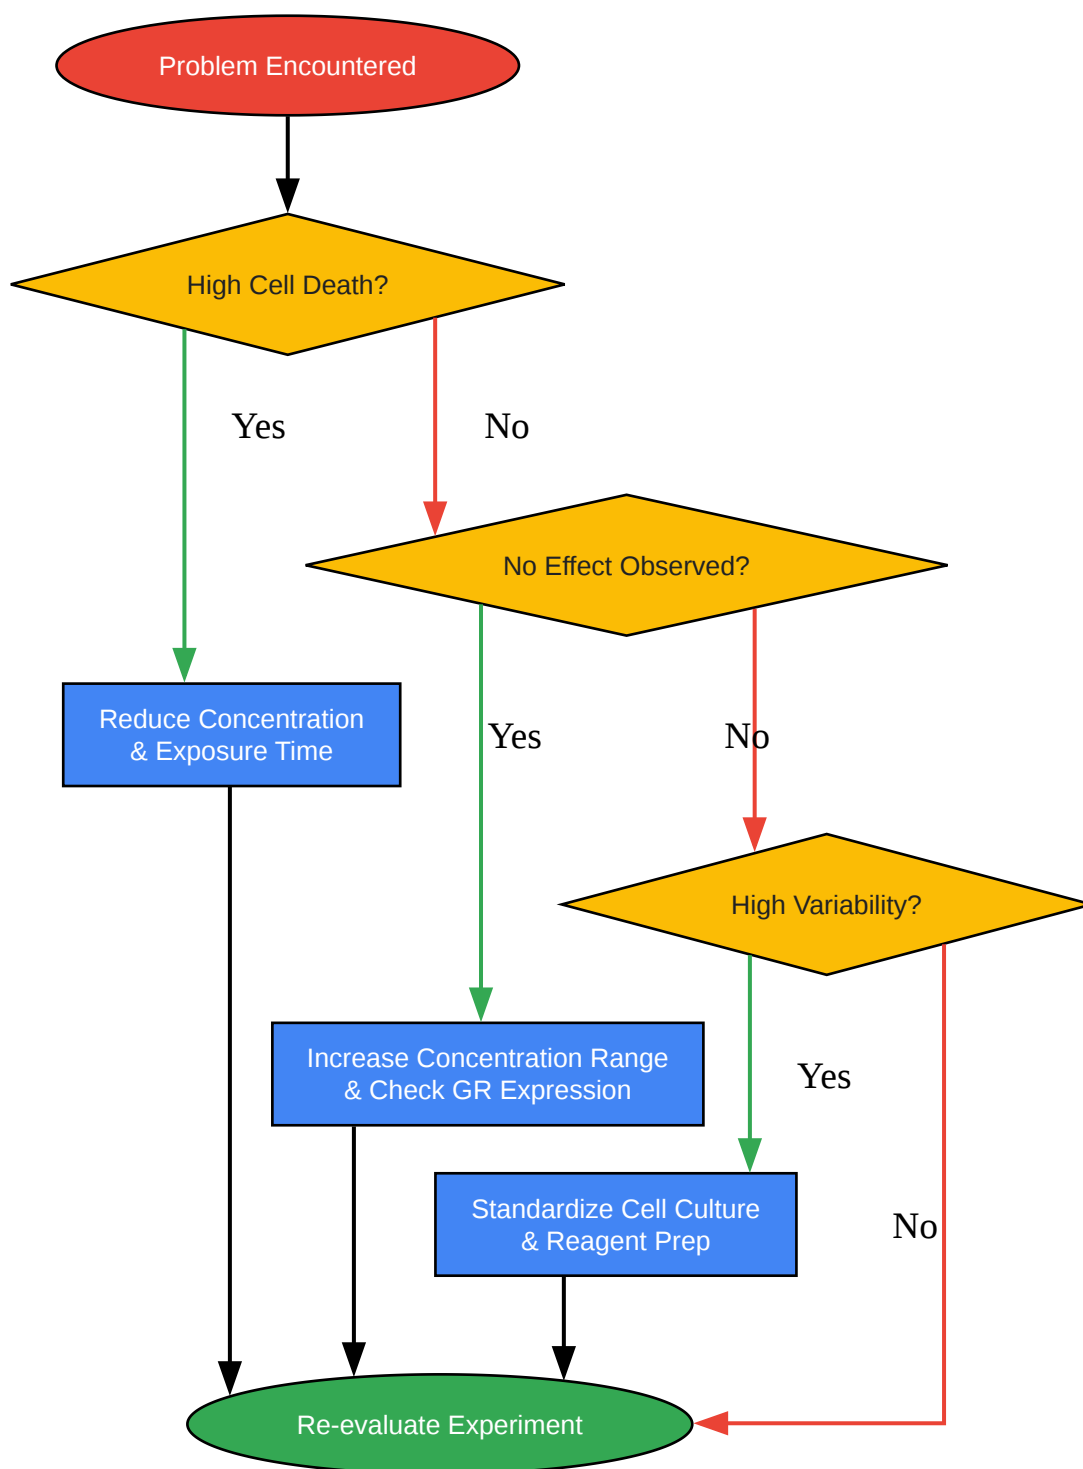 Problem Encountered
High Cell Death?
Yes
No
No Effect Observed?
Reduce Concentration
& Exposure Time
Yes
No
High Variability?
Increase Concentration Range
& Check GR Expression
Yes
Standardize Cell Culture
& Reagent Prep
No
Re-evaluate Experiment